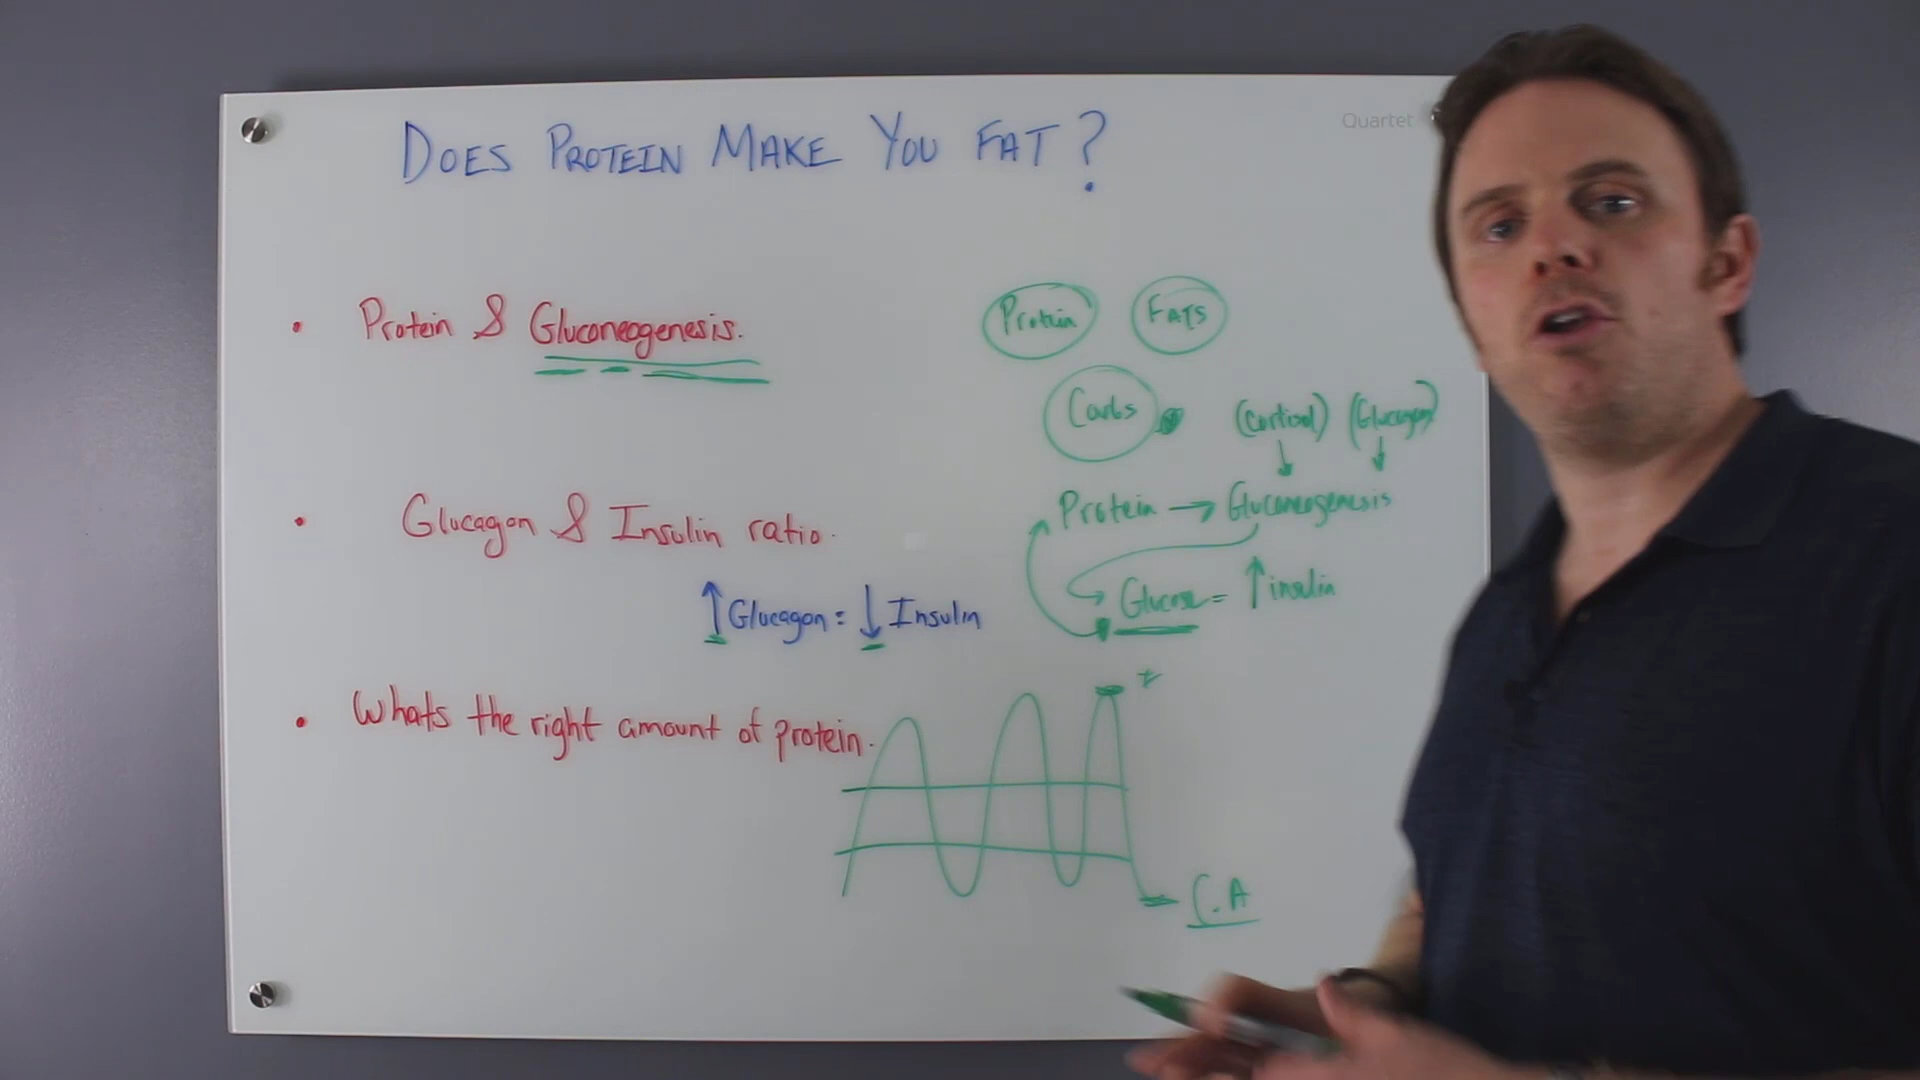 Quartet
DOES PROTEIN MAKE YOU FAT?
• Protein & Gluconeogenesis.
Protein
FATS
Carbs
(Cortisol) (Glucagon)
Protein → Gluconeogenesis
Glucose = ↑ insulin
• Glucagon & Insulin ratio.
↑ Glucagon = ↓ Insulin
• Whats the right amount of protein.
C.A